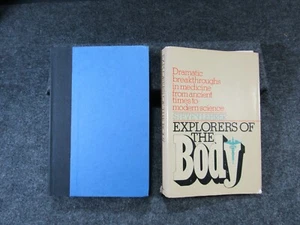 Dramatic
breakthroughs
in medicine
from ancient
times to
modern science
EXPLORERS OF
THE
Body